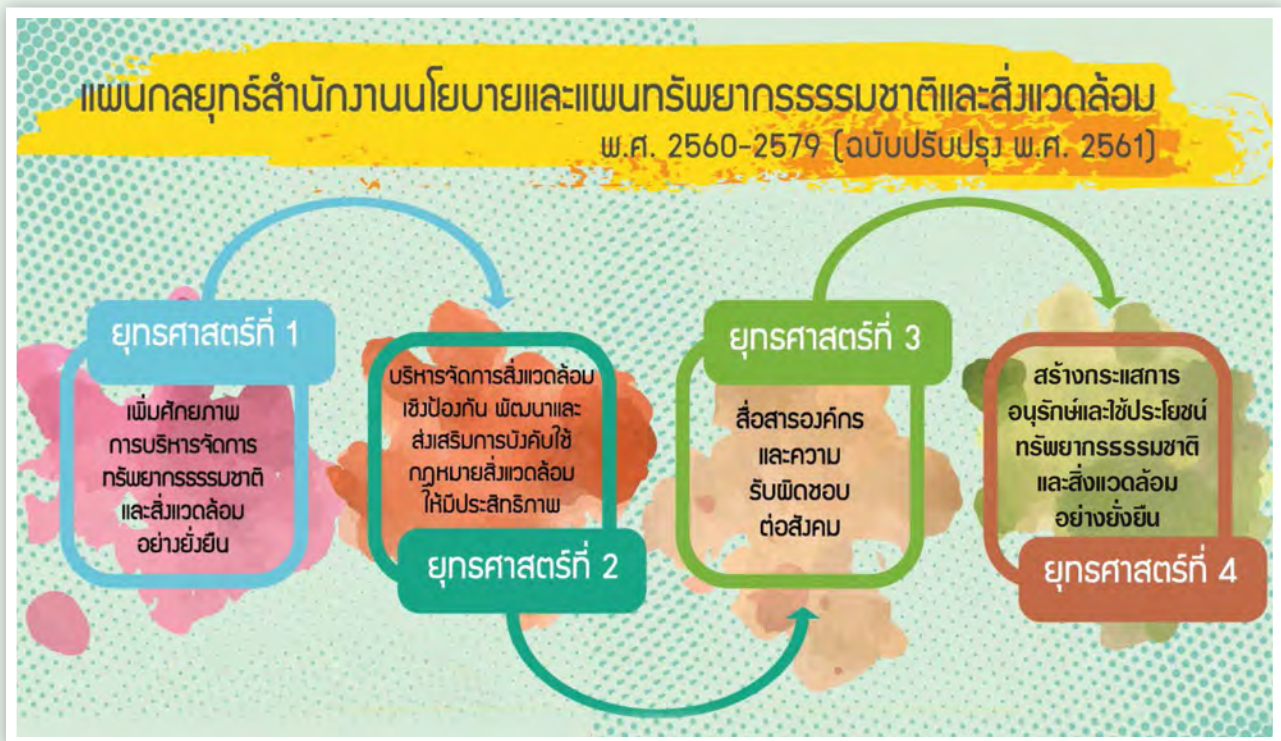 แผนกลยุทธ์สำนักงานนโยบายและแผนทรัพยากรธรรมชาติและสิ่งแวดล้อม
พ.ศ. 2560-2579 (ฉบับปรับปรุง พ.ศ. 2561)
ยุทธศาสตร์ที่ 1
เพิ่มศักยภาพ
การบริหารจัดการ
ทรัพยากรธรรมชาติ
และสิ่งแวดล้อม
อย่างยั่งยืน
บริหารจัดการสิ่งแวดล้อม
เชิงป้องกัน พัฒนาและ
ส่งเสริมการบังคับใช้
กฎหมายสิ่งแวดล้อม
ให้มีประสิทธิภาพ
ยุทธศาสตร์ที่ 2
ยุทธศาสตร์ที่ 3
สื่อสารองค์กร
และความ
รับผิดชอบ
ต่อสังคม
สร้างกระแสการ
อนุรักษ์และใช้ประโยชน์
ทรัพยากรธรรมชาติ
และสิ่งแวดล้อม
อย่างยั่งยืน
ยุทธศาสตร์ที่ 4